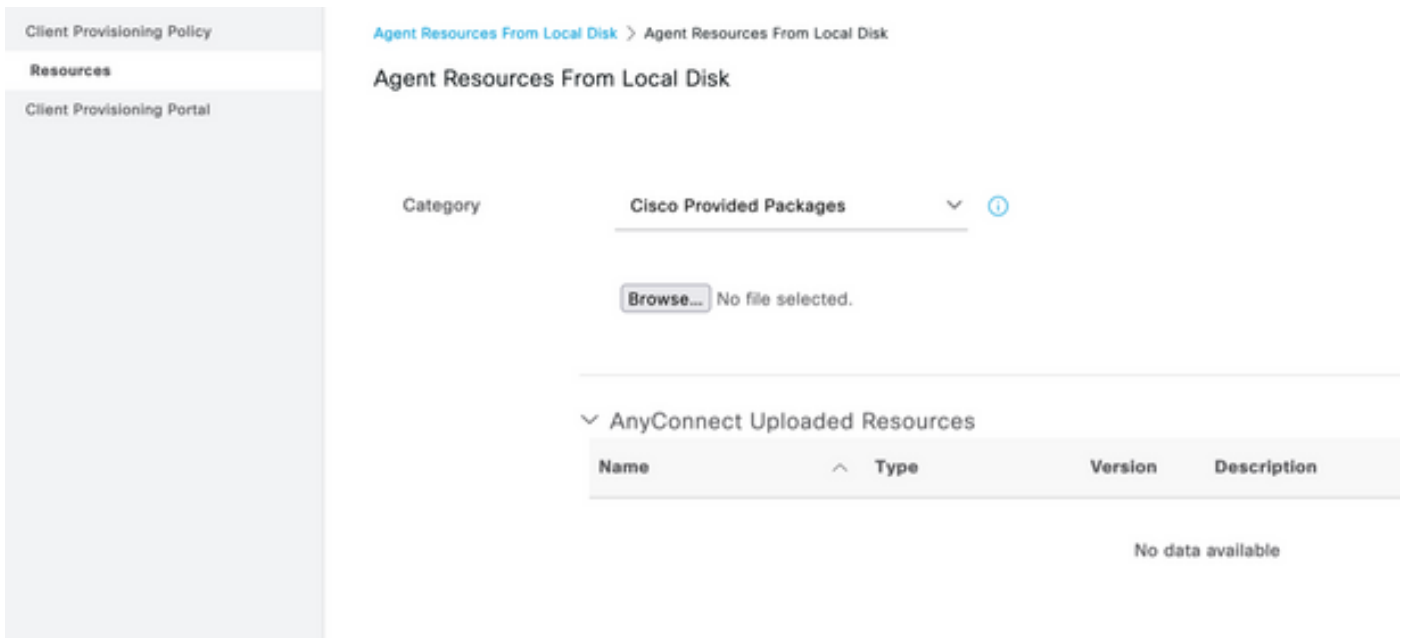 Client Provisioning Policy
Resources
Client Provisioning Portal
Agent Resources From Local Disk > Agent Resources From Local Disk
Agent Resources From Local Disk
Category Cisco Provided Packages
Browse... No file selected.
AnyConnect Uploaded Resources
Name Type Version Description
No data available